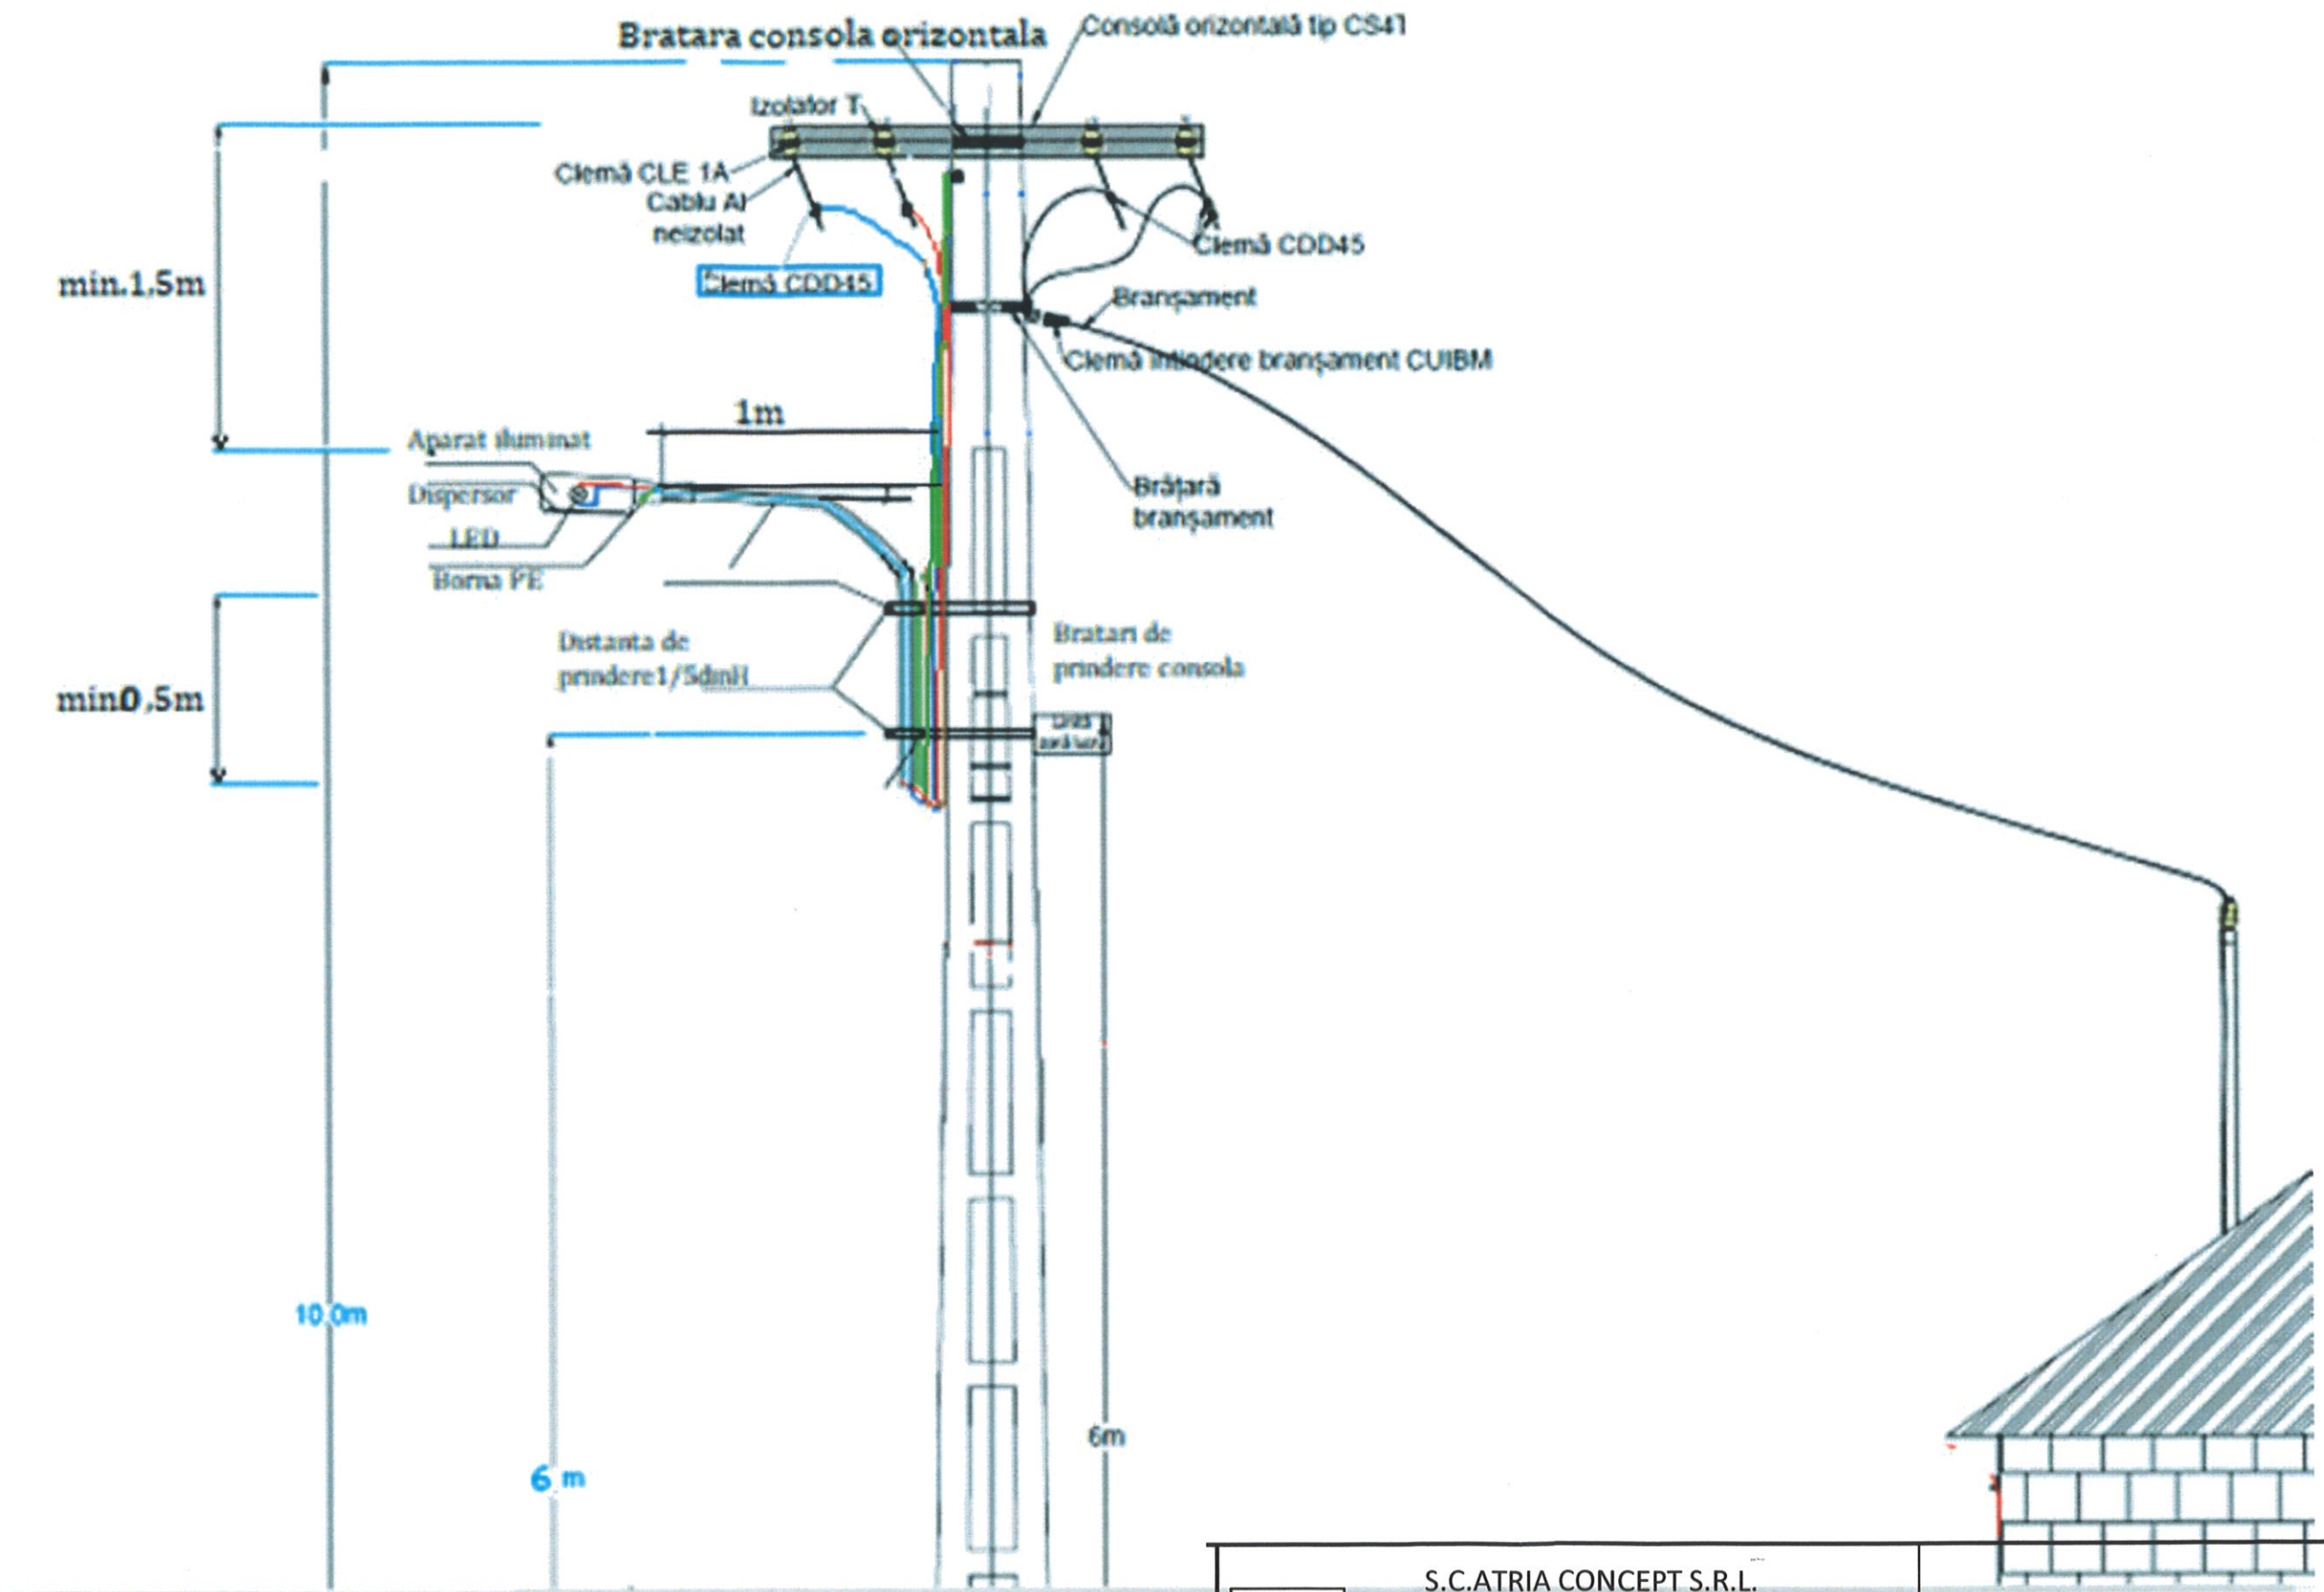 Bratara consola orizontala
Consolă orizontală tip CS41
Izolator T
Clemă CLE 1A
Cablu Al
neizolat
Clemă CDD45
Clemă CDD45
min.1,5m
Branşament
Clemă întindere branşament CUIBM
1m
Aparat iluminat
Dispersor
LED
Borna PE
Brăţară
branşament
Distanta de
prindere1/5dinH
Bratari de
prindere consola
min0,5m
10,0m
6 m
6m
S.C.ATRIA CONCEPT S.R.L.